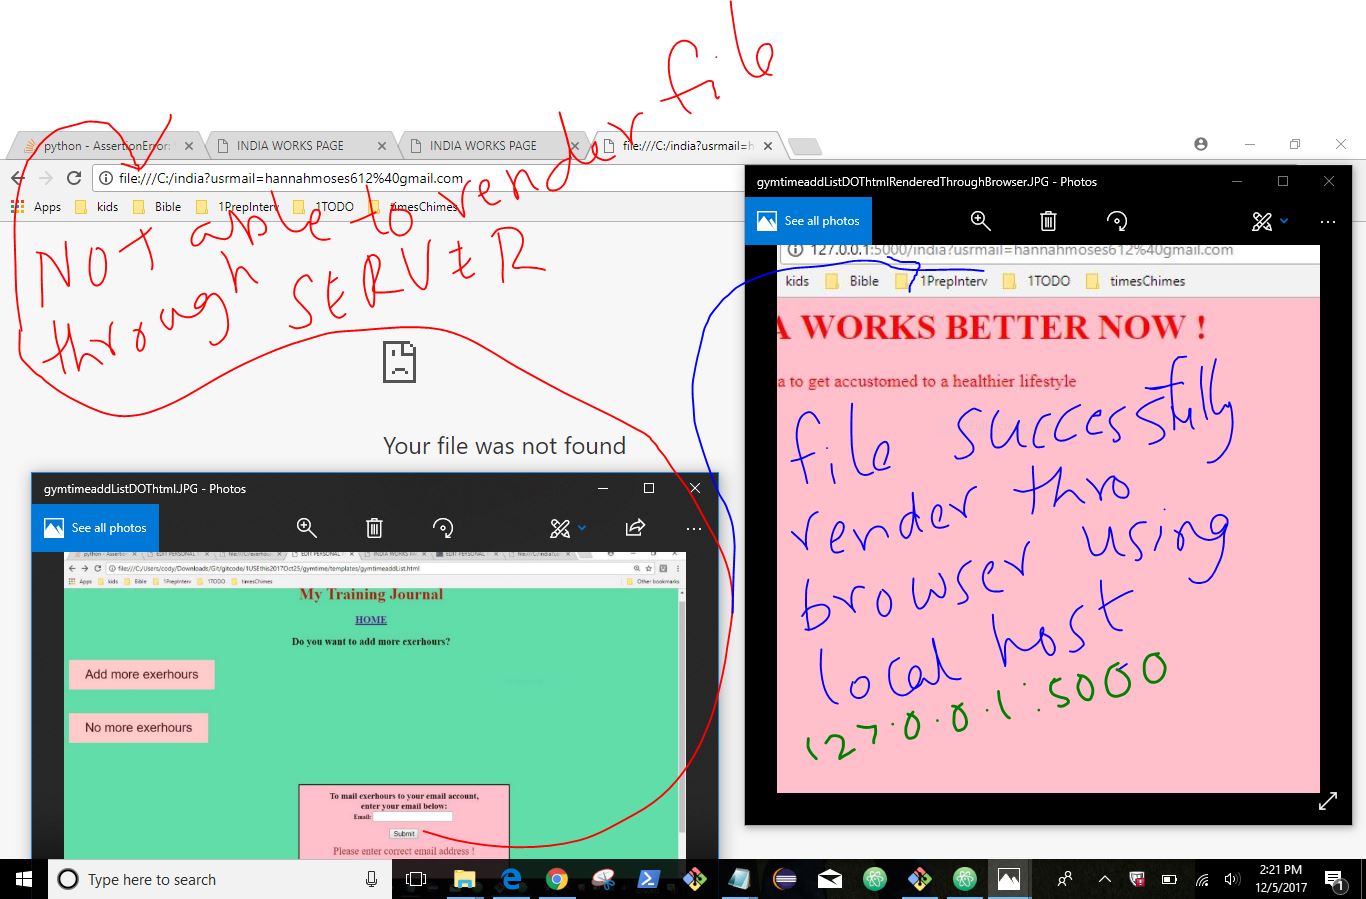 file
NOT able to render
through SERVER
python - AssertionError:
INDIA WORKS PAGE
INDIA WORKS PAGE
file:///C:/india?usrmail=h
file:///C:/india?usrmail=hannahmoses612%40gmail.com
Apps kids Bible 1PrepInterv 1TODO timesChimes
Your file was not found
gymtimeaddListDOThtmlRenderedThroughBrowser.JPG - Photos
See all photos
127.0.0.1:5000/india?usrmail=hannahmoses612%40gmail.com
kids Bible 1PrepInterv 1TODO timesChimes
A WORKS BETTER NOW !
a to get accustomed to a healthier lifestyle
file successfully
render thro
browser using
local host
127.0.0.1:5000
gymtimeaddListDOThtml.JPG - Photos
See all photos
file:///C:/Users/cody/Downloads/Git/gitcode/1USEthis2017Oct25/gymtime/templates/gymtimeaddList.html
Apps kids Bible 1PrepInterv 1TODO timesChimes Other bookmarks
My Training Journal
HOME
Do you want to add more exerhours?
Add more exerhours
No more exerhours
To mail exerhours to your email account,
enter your email below:
Email:
Submit
Please enter correct email address !
Type here to search
2:21 PM
12/5/2017
1